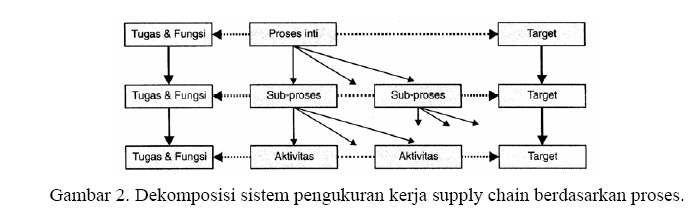 Tugas & Fungsi Proses inti Target
Tugas & Fungsi Sub-proses Sub-proses Target
Tugas & Fungsi Aktivitas Aktivitas Target
Gambar 2. Dekomposisi sistem pengukuran kerja supply chain berdasarkan proses.